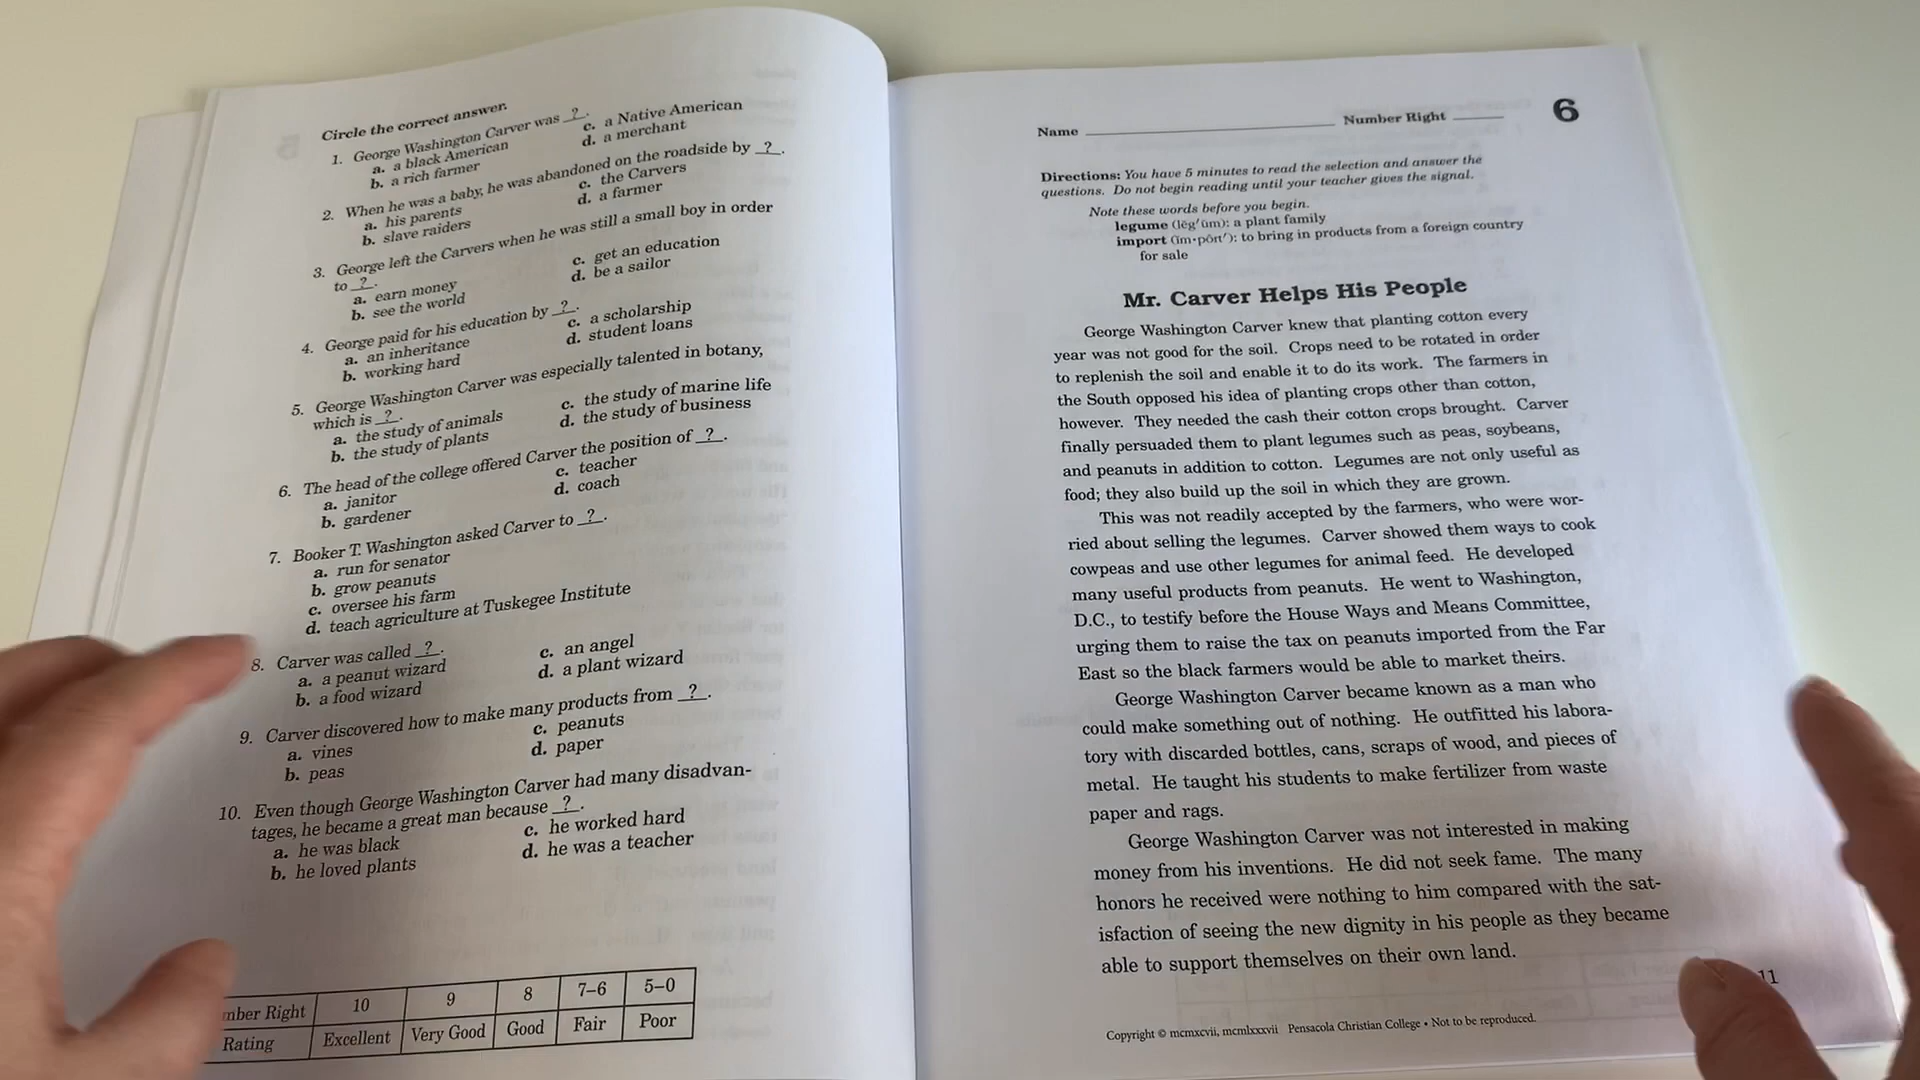 Circle the correct answer.
1. George Washington Carver was ?.
a. a black American
b. a rich farmer
c. a Native American
d. a merchant
2. When he was a baby, he was abandoned on the roadside by ?.
a. his parents
b. slave raiders
c. the Carvers
d. a farmer
3. George left the Carvers when he was still a small boy in order
to ?.
a. earn money
b. see the world
c. get an education
d. be a sailor
4. George paid for his education by ?.
a. an inheritance
b. working hard
c. a scholarship
d. student loans
5. George Washington Carver was especially talented in botany,
which is ?.
a. the study of animals
b. the study of plants
c. the study of marine life
d. the study of business
6. The head of the college offered Carver the position of ?.
a. janitor
b. gardener
c. teacher
d. coach
7. Booker T. Washington asked Carver to ?.
a. run for senator
b. grow peanuts
c. oversee his farm
d. teach agriculture at Tuskegee Institute
8. Carver was called ?.
a. a peanut wizard
b. a food wizard
c. an angel
d. a plant wizard
9. Carver discovered how to make many products from ?.
a. vines
b. peas
c. peanuts
d. paper
10. Even though George Washington Carver had many disadvan-
tages, he became a great man because ?.
a. he was black
b. he loved plants
c. he worked hard
d. he was a teacher
mber Right 10 9 8 7–6 5–0
Rating Excellent Very Good Good Fair Poor
Name Number Right 6
Directions: You have 5 minutes to read the selection and answer the
questions. Do not begin reading until your teacher gives the signal.
Note these words before you begin.
legume (lĕg′ūm): a plant family
import (ĭm•pôrt′): to bring in products from a foreign country
for sale
Mr. Carver Helps His People
George Washington Carver knew that planting cotton every
year was not good for the soil. Crops need to be rotated in order
to replenish the soil and enable it to do its work. The farmers in
the South opposed his idea of planting crops other than cotton,
however. They needed the cash their cotton crops brought. Carver
finally persuaded them to plant legumes such as peas, soybeans,
and peanuts in addition to cotton. Legumes are not only useful as
food; they also build up the soil in which they are grown.
This was not readily accepted by the farmers, who were wor-
ried about selling the legumes. Carver showed them ways to cook
cowpeas and use other legumes for animal feed. He developed
many useful products from peanuts. He went to Washington,
D.C., to testify before the House Ways and Means Committee,
urging them to raise the tax on peanuts imported from the Far
East so the black farmers would be able to market theirs.
George Washington Carver became known as a man who
could make something out of nothing. He outfitted his labora-
tory with discarded bottles, cans, scraps of wood, and pieces of
metal. He taught his students to make fertilizer from waste
paper and rags.
George Washington Carver was not interested in making
money from his inventions. He did not seek fame. The many
honors he received were nothing to him compared with the sat-
isfaction of seeing the new dignity in his people as they became
able to support themselves on their own land.
11
Copyright © mcmxcvii, mcmlxxxvii Pensacola Christian College • Not to be reproduced.